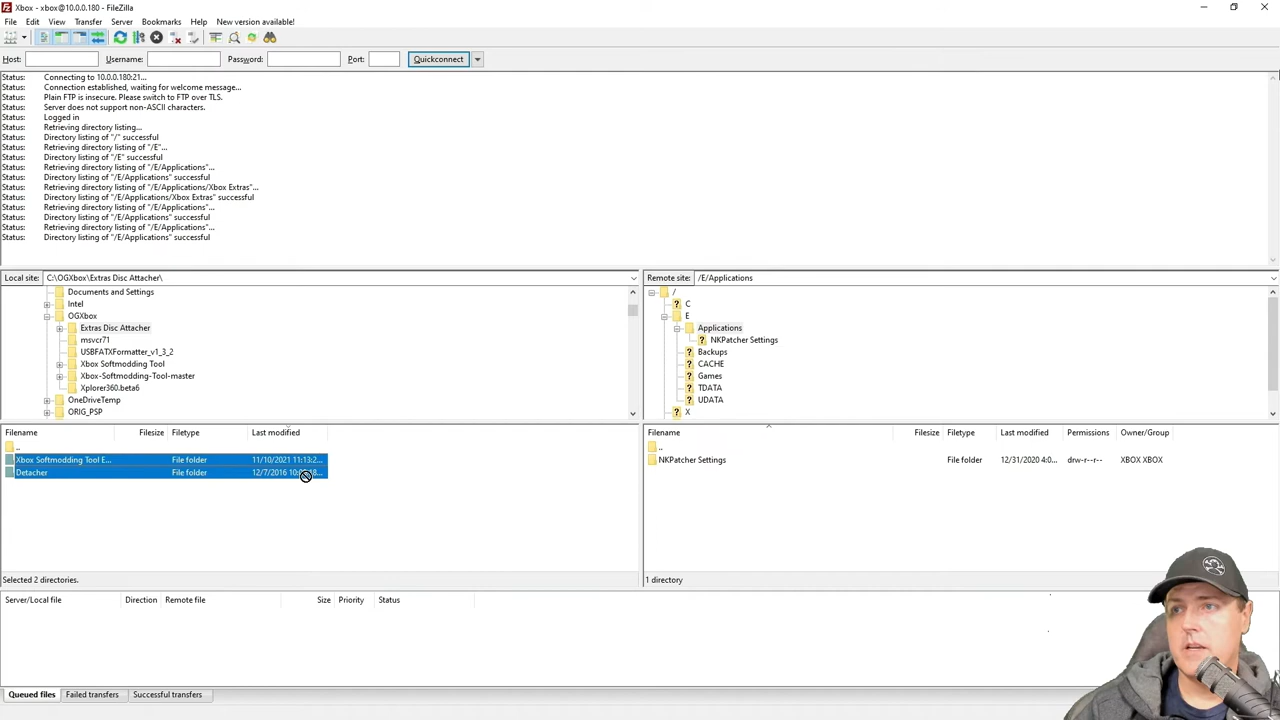 Xbox - xbox@10.0.0.180 - FileZilla
File Edit View Transfer Server Bookmarks Help New version available!
Host: Username: Password: Port: Quickconnect
Status: Connecting to 10.0.0.180:21...
Status: Connection established, waiting for welcome message...
Status: Plain FTP is insecure. Please switch to FTP over TLS.
Status: Server does not support non-ASCII characters.
Status: Logged in
Status: Retrieving directory listing...
Status: Directory listing of "/" successful
Status: Retrieving directory listing of "/E"...
Status: Directory listing of "/E" successful
Status: Retrieving directory listing of "/E/Applications"...
Status: Directory listing of "/E/Applications" successful
Status: Retrieving directory listing of "/E/Applications/Xbox Extras"...
Status: Directory listing of "/E/Applications/Xbox Extras" successful
Status: Retrieving directory listing of "/E/Applications"...
Status: Directory listing of "/E/Applications" successful
Status: Retrieving directory listing of "/E/Applications"...
Status: Directory listing of "/E/Applications" successful
Local site: C:\OGXbox\Extras Disc Attacher\
Documents and Settings
Intel
OGXbox
Extras Disc Attacher
msvcr71
USBFATXFormatter_v1_3_2
Xbox Softmodding Tool
Xbox-Softmodding-Tool-master
Xplorer360.beta6
OneDriveTemp
ORIG_PSP
Filename Filesize Filetype Last modified
..
Xbox Softmodding Tool E... File folder 11/10/2021 11:13:2...
Detacher File folder 12/7/2016
Selected 2 directories.
Remote site: /E/Applications
/
? C
E
Applications
? NKPatcher Settings
? Backups
? CACHE
? Games
? TDATA
? UDATA
? X
Filename Filesize Filetype Last modified Permissions Owner/Group
..
NKPatcher Settings File folder 12/31/2020 4:0... drw-r--r-- XBOX XBOX
1 directory
Server/Local file Direction Remote file Size Priority Status
Queued files Failed transfers Successful transfers